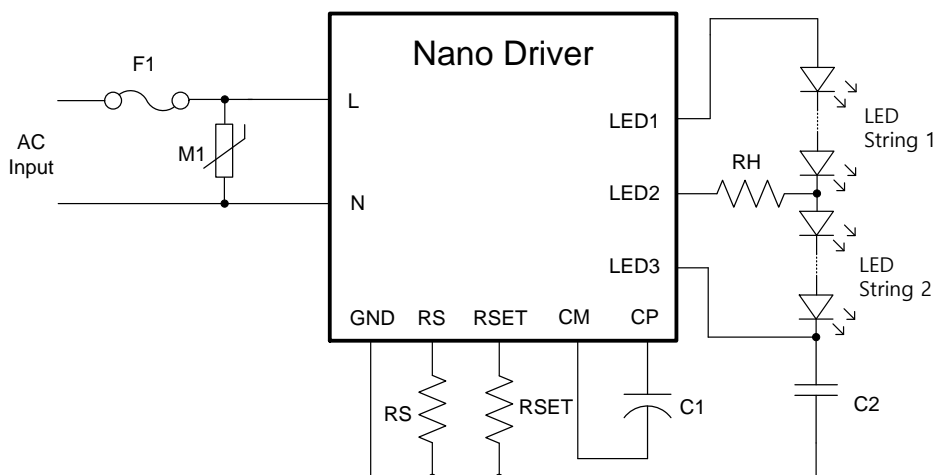 Nano Driver
F1
L
LED1
LED
String 1
AC
Input
M1
RH
N
LED2
LED3
LED
String 2
GND
RS
RSET
CM
CP
RS
RSET
C1
C2